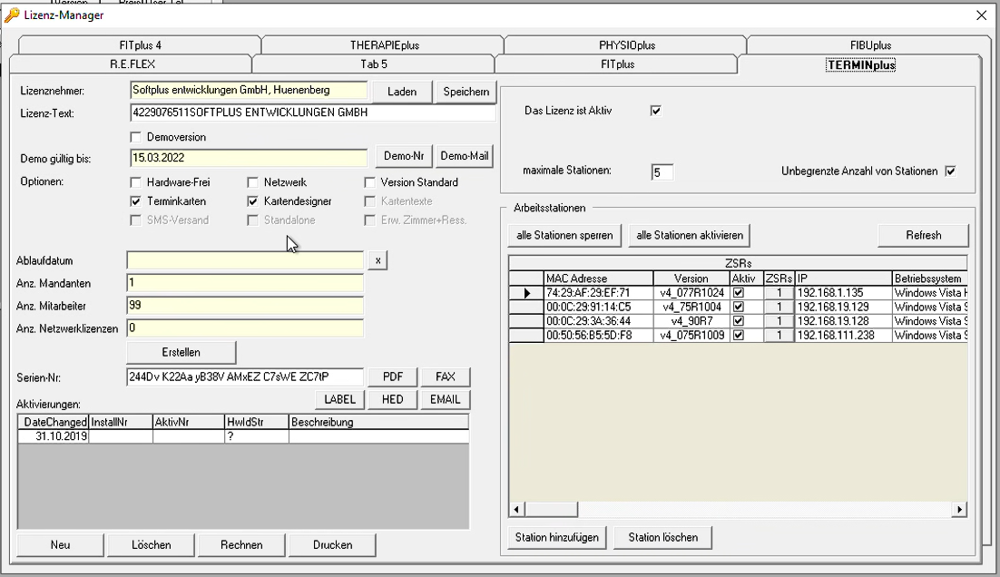 Lizenz-Manager
FITplus 4 THERAPIEplus PHYSIOplus FIBUplus
R.E.FLEX Tab 5 FITplus TERMINplus
Lizenznehmer: Softplus entwicklungen GmbH, Huenenberg Laden Speichern
Lizenz-Text: 4229076511SOFTPLUS ENTWICKLUNGEN GMBH
Demoversion
Demo gültig bis: 15.03.2022 Demo-Nr Demo-Mail
Optionen: Hardware-Frei Netzwerk Version Standard
Terminkarten Kartendesigner Kartentexte
SMS-Versand Standalone Erw. Zimmer+Ress.
Ablaufdatum x
Anz. Mandanten 1
Anz. Mitarbeiter 99
Anz. Netzwerklizenzen 0
Erstellen
Serien-Nr: 244Dv K22Aa yB38V AMxEZ C7sWE ZC7tP PDF FAX
LABEL HED EMAIL
Aktivierungen:
DateChanged InstallNr AktivNr HwIdStr Beschreibung
31.10.2019 ?
Neu Löschen Rechnen Drucken
Das Lizenz ist Aktiv
maximale Stationen: 5 Unbegrenzte Anzahl von Stationen
Arbeitsstationen
alle Stationen sperren alle Stationen aktivieren Refresh
ZSRs
MAC Adresse Version Aktiv ZSRs IP Betriebssystem
74:29:AF:29:EF:71 v4_077R1024 1 192.168.1.135 Windows Vista H
00:0C:29:91:14:C5 v4_75R1004 1 192.168.19.129 Windows Vista S
00:0C:29:3A:36:44 v4_90R7 1 192.168.19.128 Windows Vista S
00:50:56:B5:5D:F8 v4_075R1009 1 192.168.111.238 Windows Vista S
Station hinzufügen Station löschen